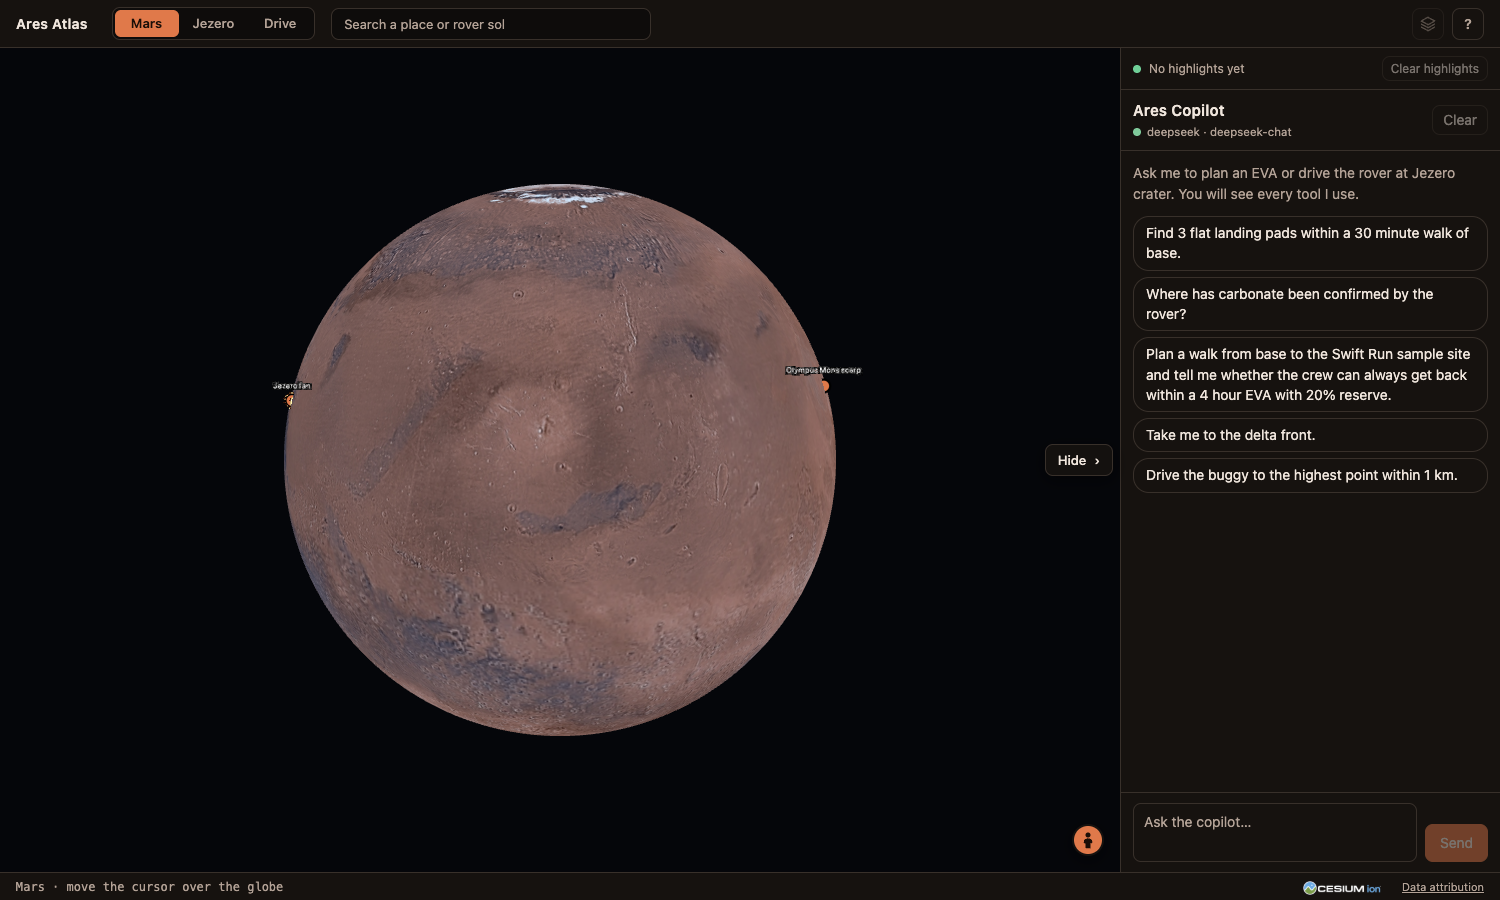 Ares Atlas
Mars
Jezero
Drive
Search a place or rover sol
?
No highlights yet
Clear highlights
Ares Copilot
deepseek · deepseek-chat
Clear
Ask me to plan an EVA or drive the rover at Jezero
crater. You will see every tool I use.
Find 3 flat landing pads within a 30 minute walk of
base.
Where has carbonate been confirmed by the
rover?
Plan a walk from base to the Swift Run sample site
and tell me whether the crew can always get back
within a 4 hour EVA with 20% reserve.
Take me to the delta front.
Drive the buggy to the highest point within 1 km.
Jezero fan
Olympus Mons scarp
Hide ›
Ask the copilot...
Send
Mars · move the cursor over the globe
CESIUM ion
Data attribution